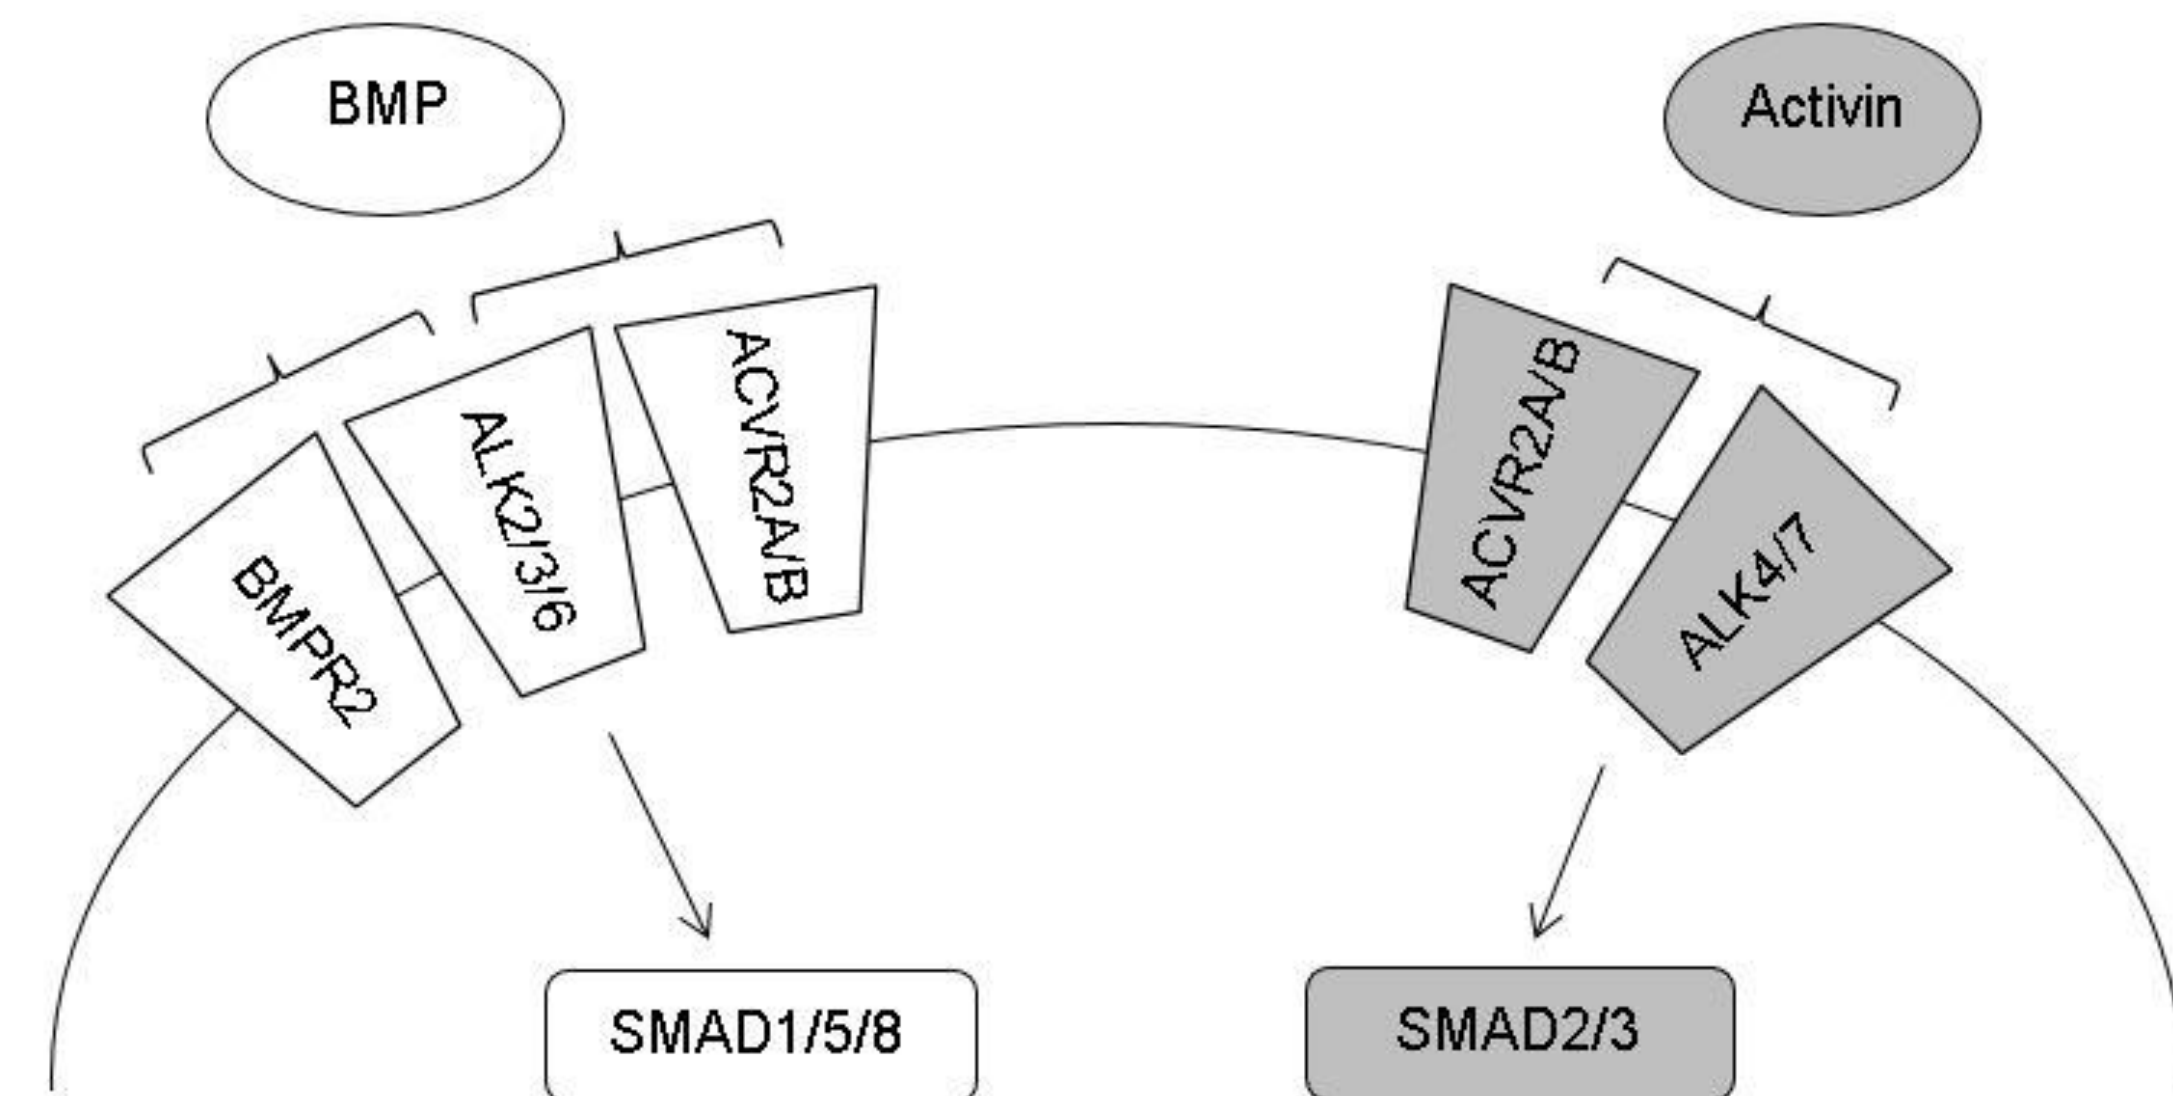 BMP
Activin
BMPR2
ALK2/3/6
ACVR2A/B
ACVR2A/B
ALK4/7
SMAD1/5/8
SMAD2/3